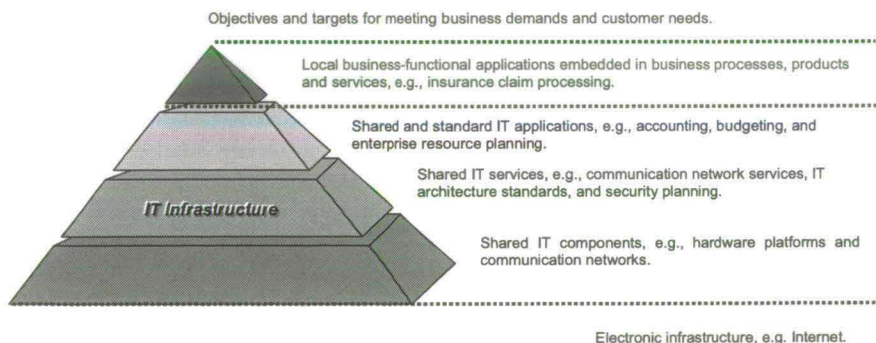 Objectives and targets for meeting business demands and customer needs.
Local business-functional applications embedded in business processes, products
and services, e.g., insurance claim processing.
Shared and standard IT applications, e.g., accounting, budgeting, and
enterprise resource planning.
Shared IT services, e.g., communication network services, IT
architecture standards, and security planning.
IT Infrastructure
Shared IT components, e.g., hardware platforms and
communication networks.
Electronic infrastructure, e.g. Internet.